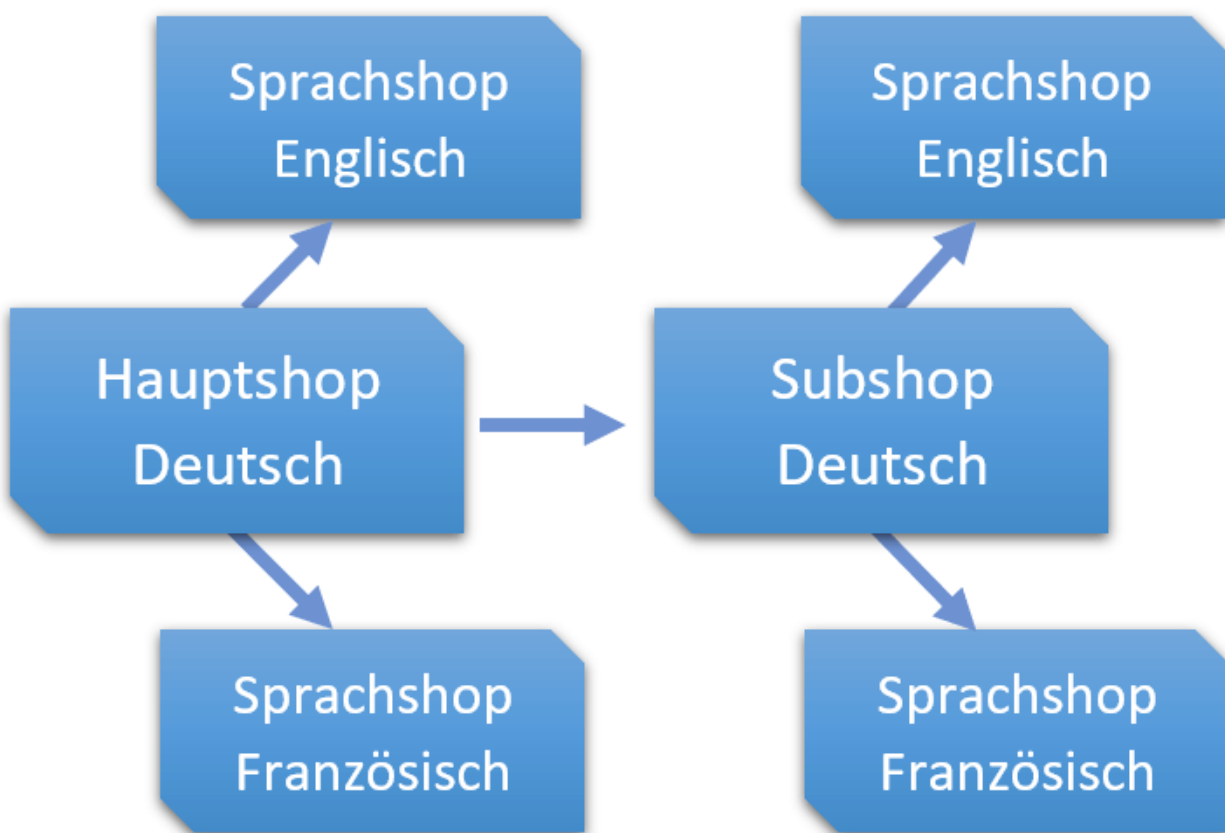 Sprachshop
Englisch
Sprachshop
Englisch
Hauptshop
Deutsch
Subshop
Deutsch
Sprachshop
Französisch
Sprachshop
Französisch